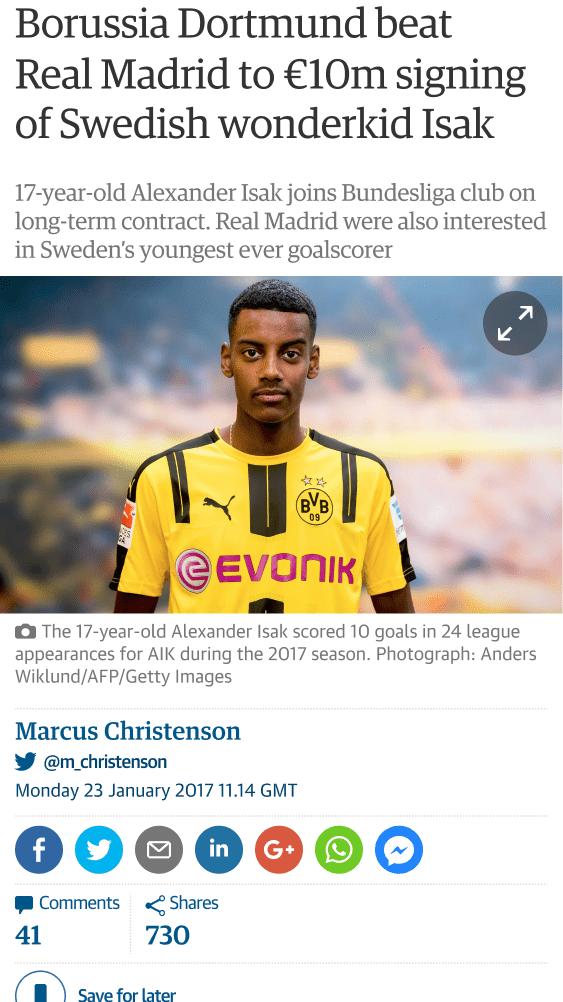 Borussia Dortmund beat
Real Madrid to €10m signing
of Swedish wonderkid Isak
17-year-old Alexander Isak joins Bundesliga club on
long-term contract. Real Madrid were also interested
in Sweden's youngest ever goalscorer
BVB
09
EVONIK
The 17-year-old Alexander Isak scored 10 goals in 24 league
appearances for AIK during the 2017 season. Photograph: Anders
Wiklund/AFP/Getty Images
Marcus Christenson
@m_christenson
Monday 23 January 2017 11.14 GMT
f in G+
Comments Shares
41 730
Save for later